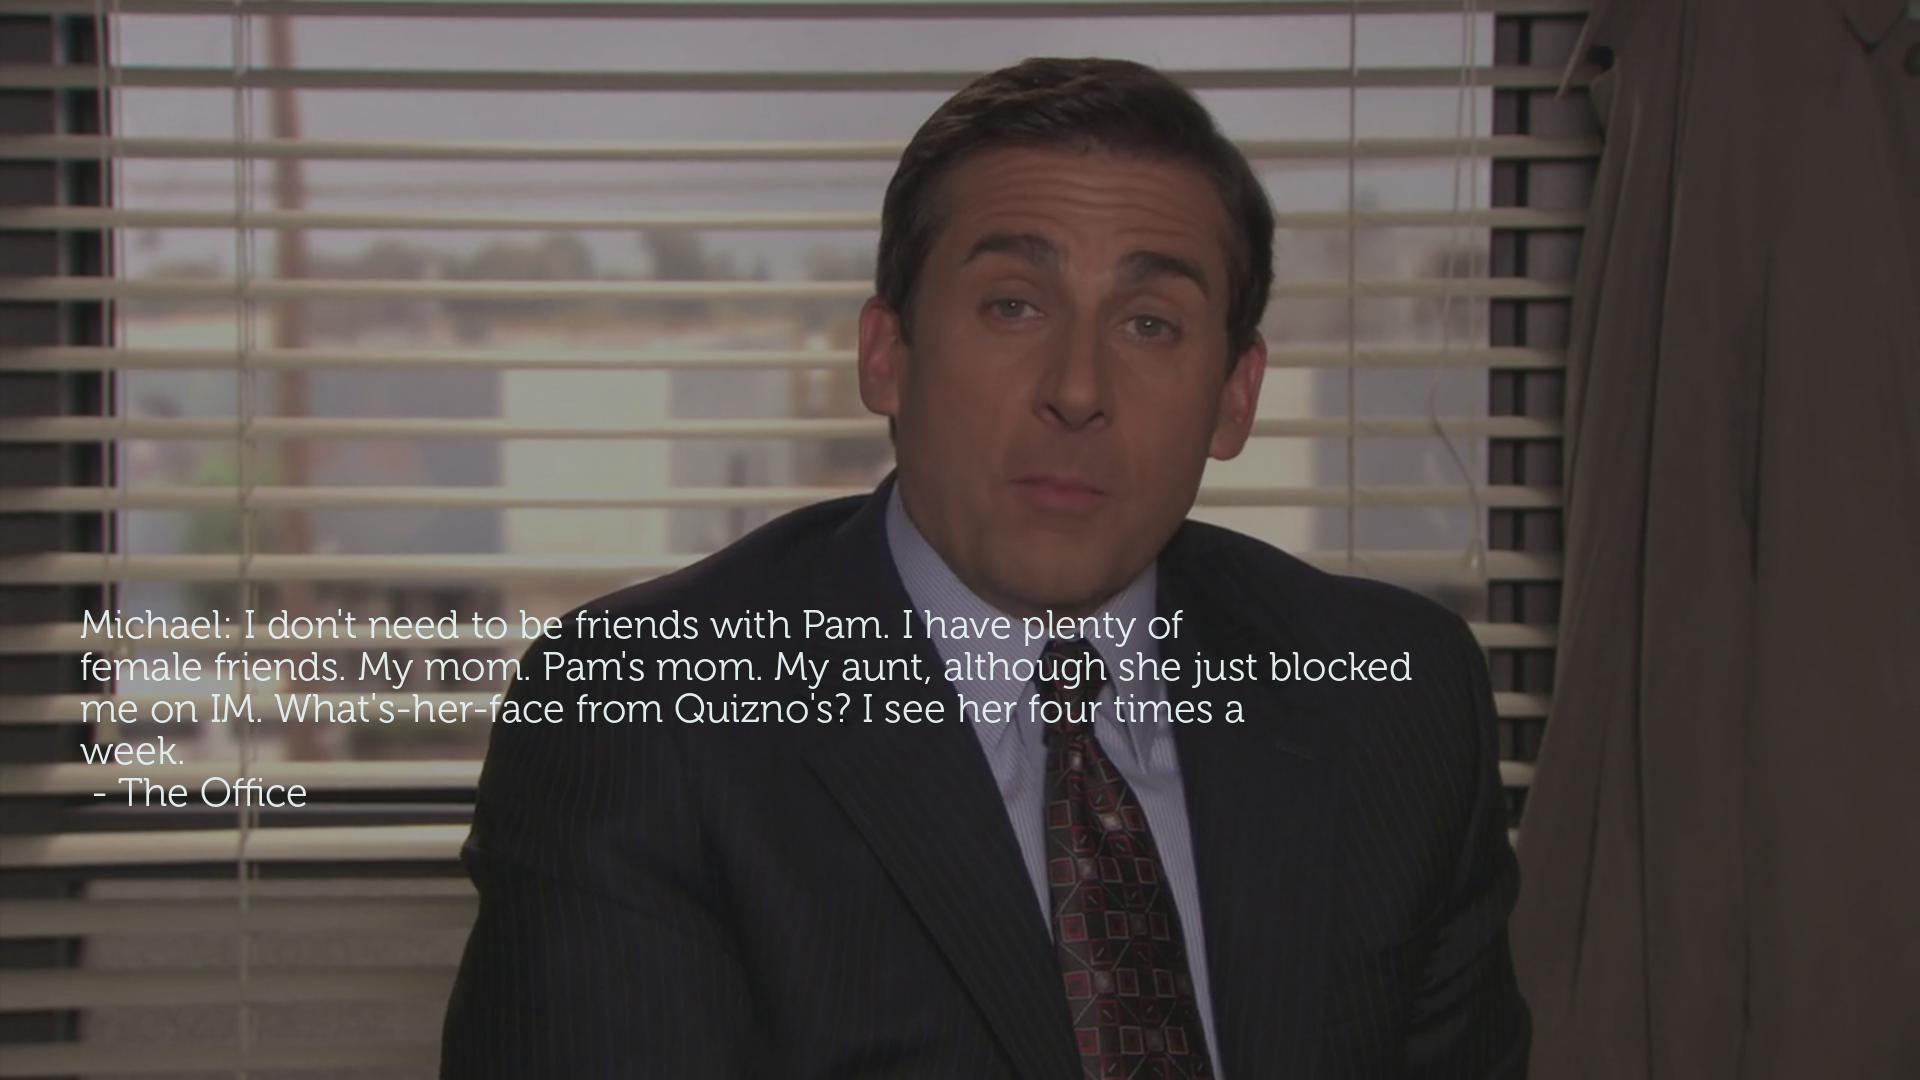 Michael: I don't need to be friends with Pam. I have plenty of
female friends. My mom. Pam's mom. My aunt, although she just blocked
me on IM. What's-her-face from Quizno's? I see her four times a
week.
- The Office